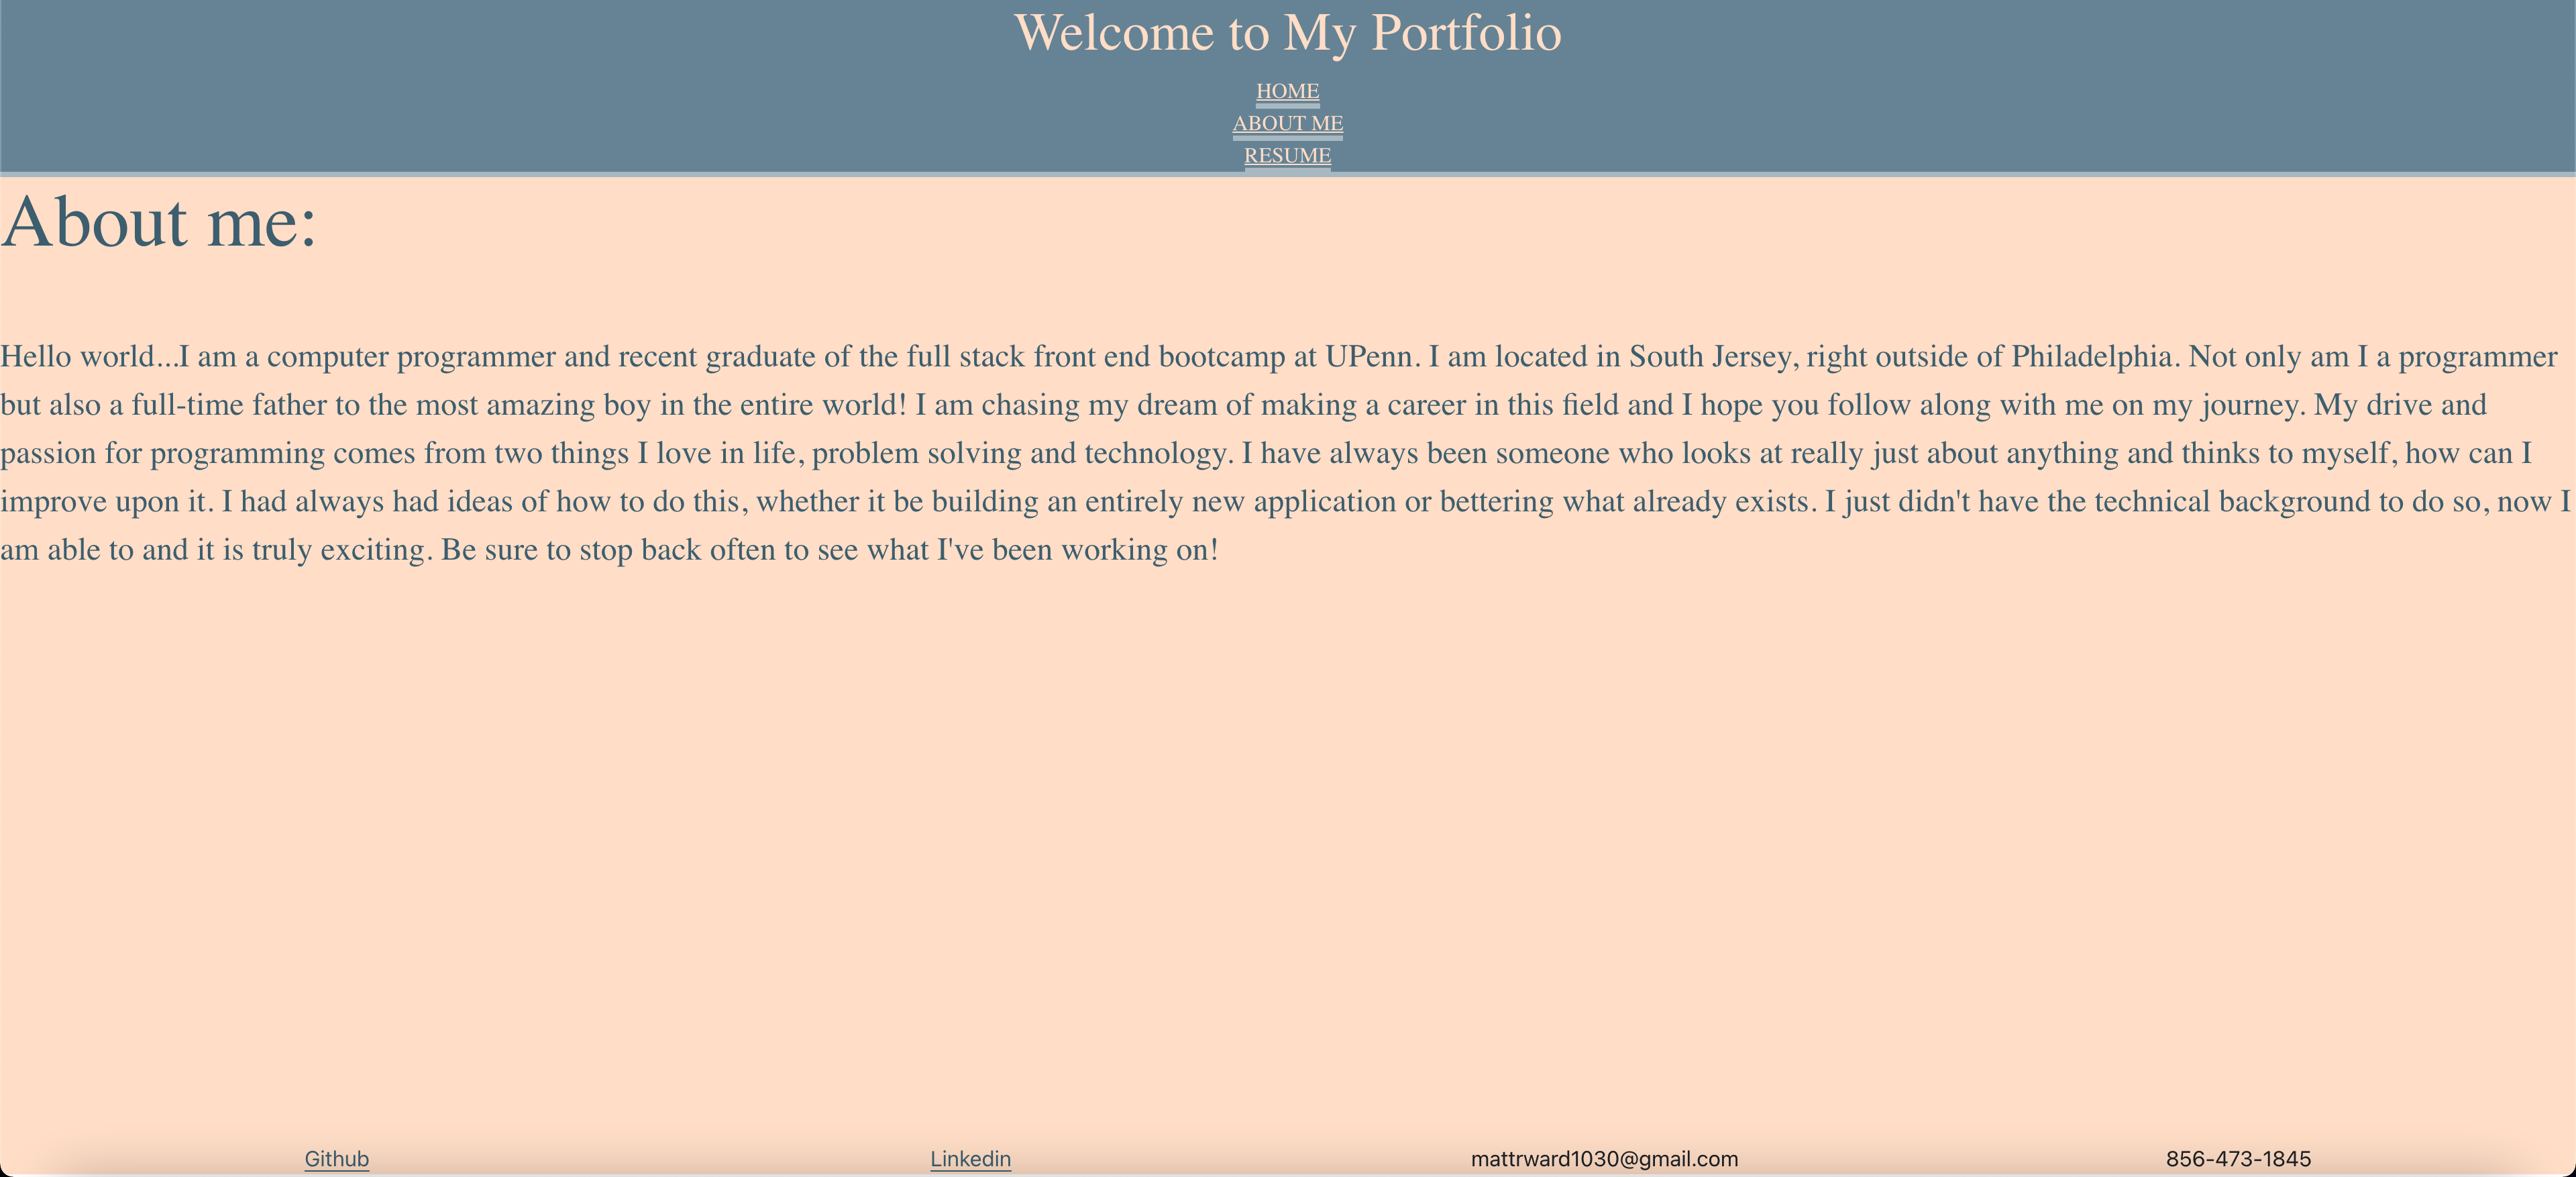 Welcome to My Portfolio
HOME
ABOUT ME
RESUME
About me:
Hello world...I am a computer programmer and recent graduate of the full stack front end bootcamp at UPenn. I am located in South Jersey, right outside of Philadelphia. Not only am I a programmer
but also a full-time father to the most amazing boy in the entire world! I am chasing my dream of making a career in this field and I hope you follow along with me on my journey. My drive and
passion for programming comes from two things I love in life, problem solving and technology. I have always been someone who looks at really just about anything and thinks to myself, how can I
improve upon it. I had always had ideas of how to do this, whether it be building an entirely new application or bettering what already exists. I just didn't have the technical background to do so, now I
am able to and it is truly exciting. Be sure to stop back often to see what I've been working on!
Github Linkedin mattrward1030@gmail.com 856-473-1845